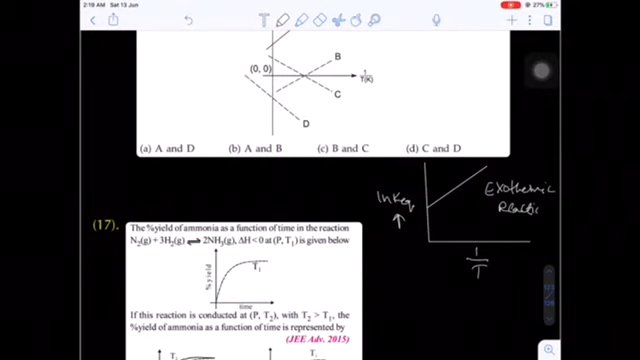 2:19 AM Sat 13 Jun
27%
T
B
(0, 0)
1
T(K)
C
D
(a) A and D (b) A and B (c) B and C (d) C and D
ln Keq
Exothermic
1
T
(17).
The %yield of ammonia as a function of time in the reaction
N₂(g) + 3H₂(g) ⇌ 2NH₃(g), ΔH < 0 at (P, T₁) is given below
T₁
% yield
time
If this reaction is conducted at (P, T₂), with T₂ > T₁, the
%yield of ammonia as a function of time is represented by
(JEE Adv. 2015)